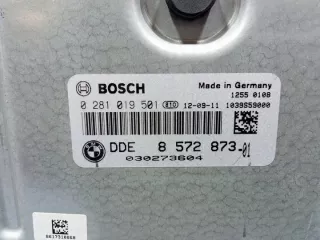 BOSCH
Made in Germany
1255 0108
0 281 019 501 12-09-11 1039S59000
DDE 8 572 873-01
030273604